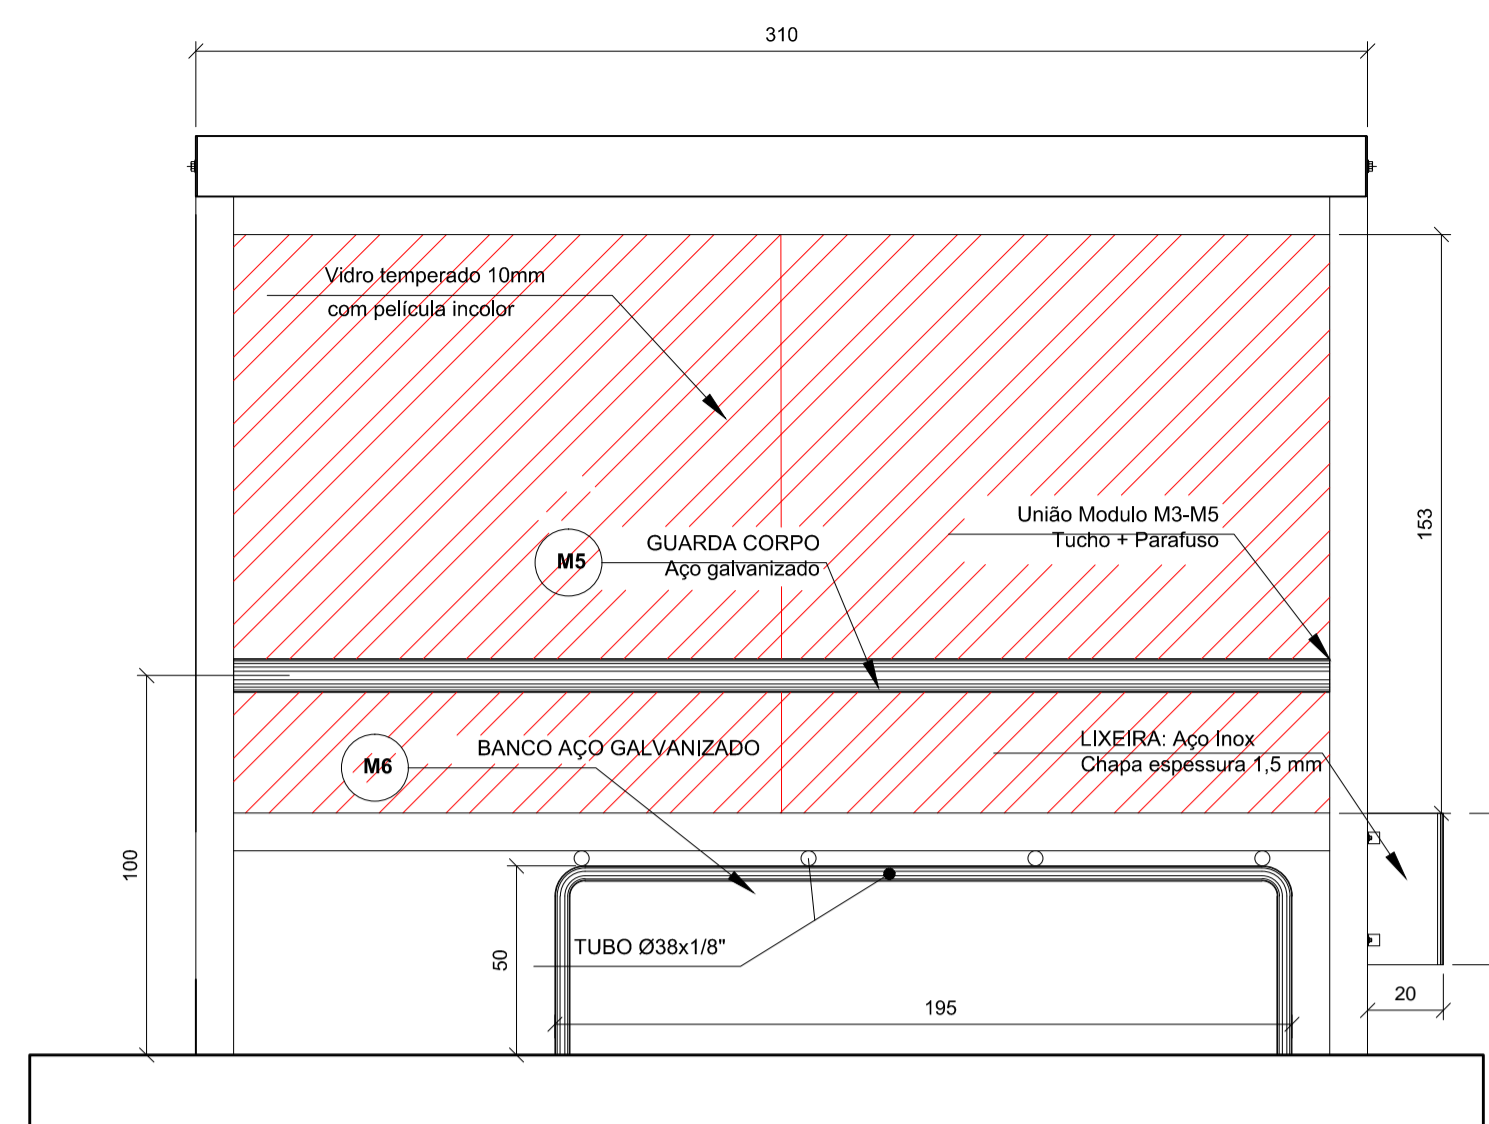 310
Vidro temperado 10mm
com película incolor
153
União Modulo M3-M5
Tucho + Parafuso
M5
GUARDA CORPO
Aço galvanizado
M6
BANCO AÇO GALVANIZADO
LIXEIRA: Aço Inox
Chapa espessura 1,5 mm
100
50
TUBO Ø38x1/8"
195
20